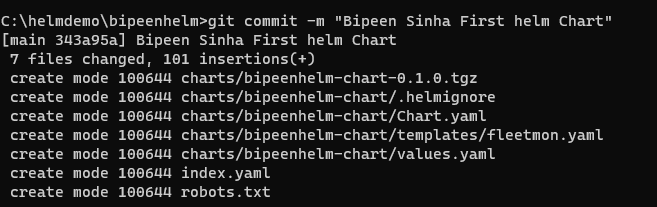 C:\helmdemo\bipeenhelm>git commit -m "Bipeen Sinha First helm Chart"
[main 343a95a] Bipeen Sinha First helm Chart
 7 files changed, 101 insertions(+)
 create mode 100644 charts/bipeenhelm-chart-0.1.0.tgz
 create mode 100644 charts/bipeenhelm-chart/.helmignore
 create mode 100644 charts/bipeenhelm-chart/Chart.yaml
 create mode 100644 charts/bipeenhelm-chart/templates/fleetmon.yaml
 create mode 100644 charts/bipeenhelm-chart/values.yaml
 create mode 100644 index.yaml
 create mode 100644 robots.txt